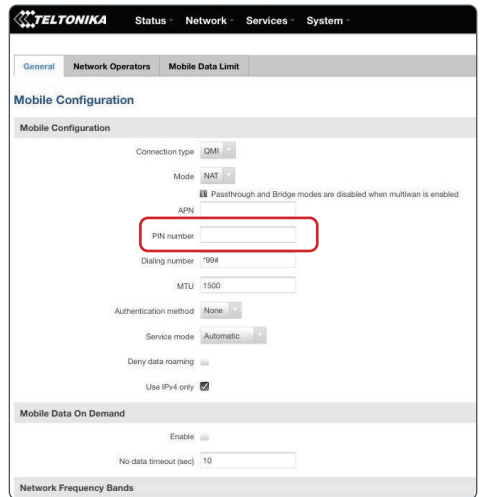 TELTONIKA Status Network Services System
General Network Operators Mobile Data Limit
Mobile Configuration
Mobile Configuration
Connection type QMI
Mode NAT
Passthrough and Bridge modes are disabled when multiwan is enabled
APN
PIN number
Dialing number *99#
MTU 1500
Authentication method None
Service mode Automatic
Deny data roaming
Use IPv4 only
Mobile Data On Demand
Enable
No data timeout (sec) 10
Network Frequency Bands